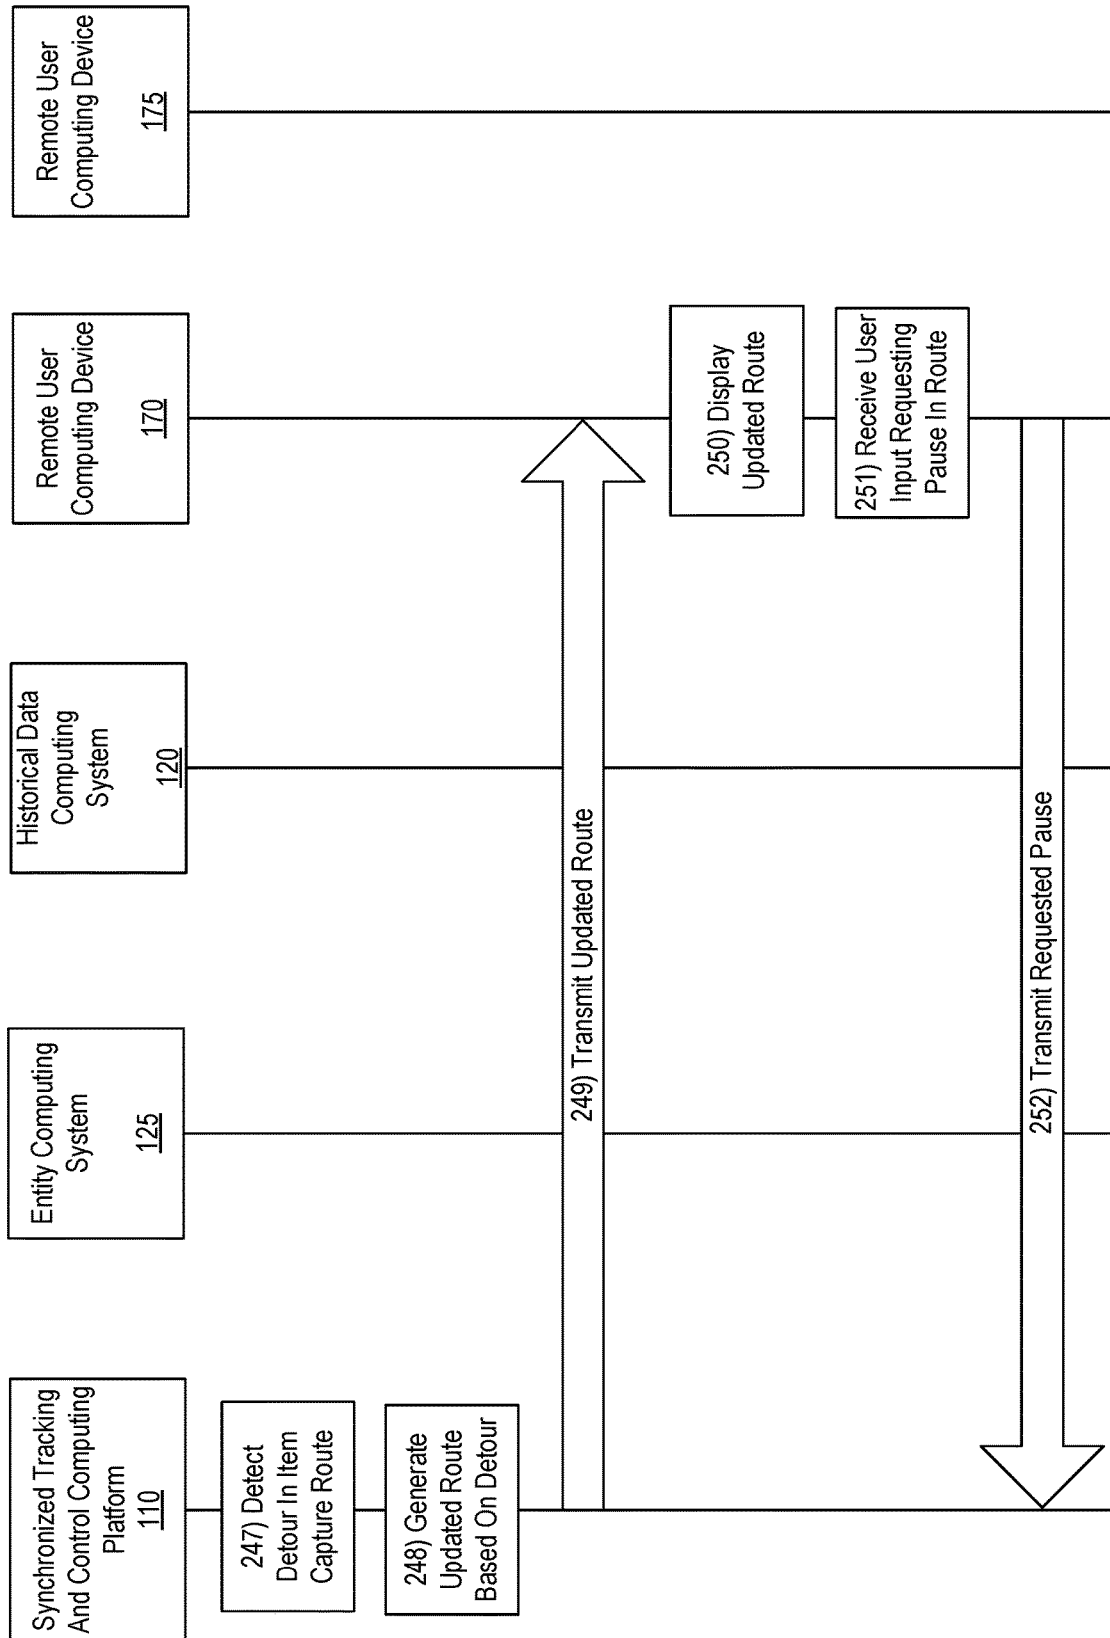 Synchronized Tracking
And Control Computing
Platform
110
Entity Computing
System
125
Historical Data
Computing
System
120
Remote User
Computing Device
170
Remote User
Computing Device
175
247) Detect
Detour In Item
Capture Route
248) Generate
Updated Route
Based On Detour
249) Transmit Updated Route
250) Display
Updated Route
251) Receive User
Input Requesting
Pause In Route
252) Transmit Requested Pause